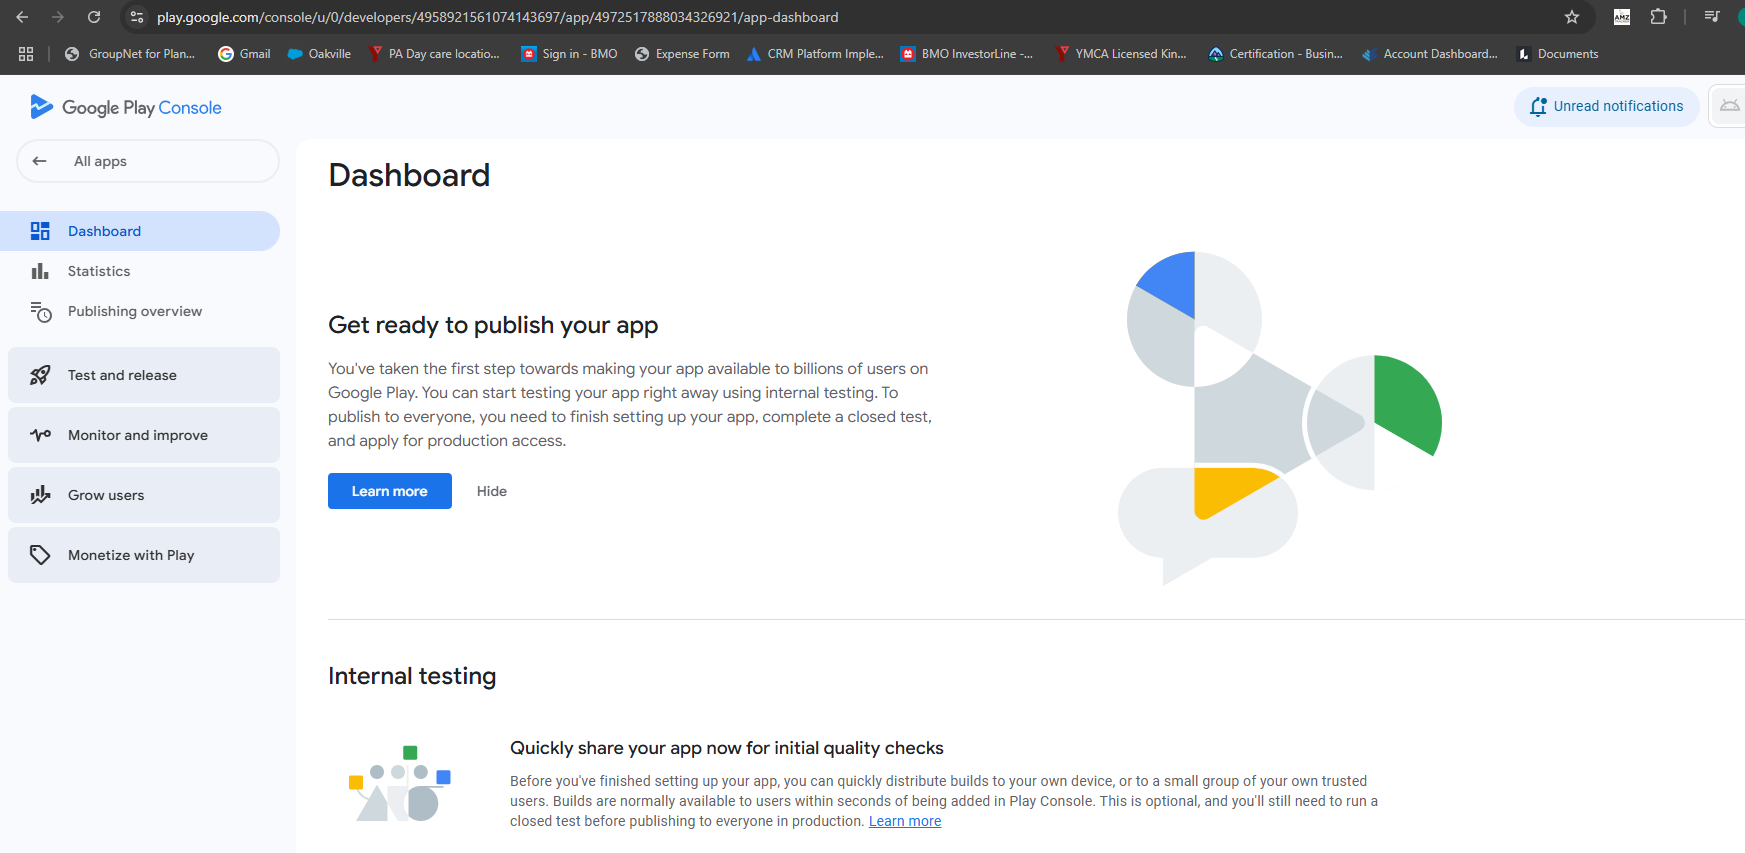 play.google.com/console/u/0/developers/4958921561074143697/app/4972517888034326921/app-dashboard
AMZ
GroupNet for Plan...
Gmail
Oakville
PA Day care locatio...
Sign in - BMO
Expense Form
CRM Platform Imple...
BMO InvestorLine -...
YMCA Licensed Kin...
Certification - Busin...
Account Dashboard...
Documents
Google Play Console
Unread notifications
All apps
Dashboard
Statistics
Publishing overview
Test and release
Monitor and improve
Grow users
Monetize with Play
Dashboard
Get ready to publish your app
You've taken the first step towards making your app available to billions of users on
Google Play. You can start testing your app right away using internal testing. To
publish to everyone, you need to finish setting up your app, complete a closed test,
and apply for production access.
Learn more
Hide
Internal testing
Quickly share your app now for initial quality checks
Before you've finished setting up your app, you can quickly distribute builds to your own device, or to a small group of your own trusted
users. Builds are normally available to users within seconds of being added in Play Console. This is optional, and you'll still need to run a
closed test before publishing to everyone in production. Learn more